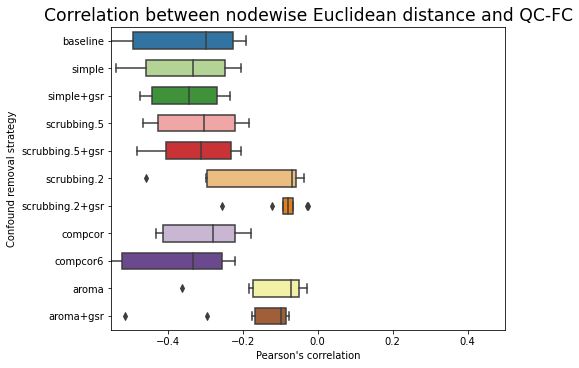 Correlation between nodewise Euclidean distance and QC-FC
baseline
simple
simple+gsr
scrubbing.5
scrubbing.5+gsr
scrubbing.2
scrubbing.2+gsr
compcor
compcor6
aroma
aroma+gsr
Confound removal strategy
−0.4 −0.2 0.0 0.2 0.4
Pearson's correlation